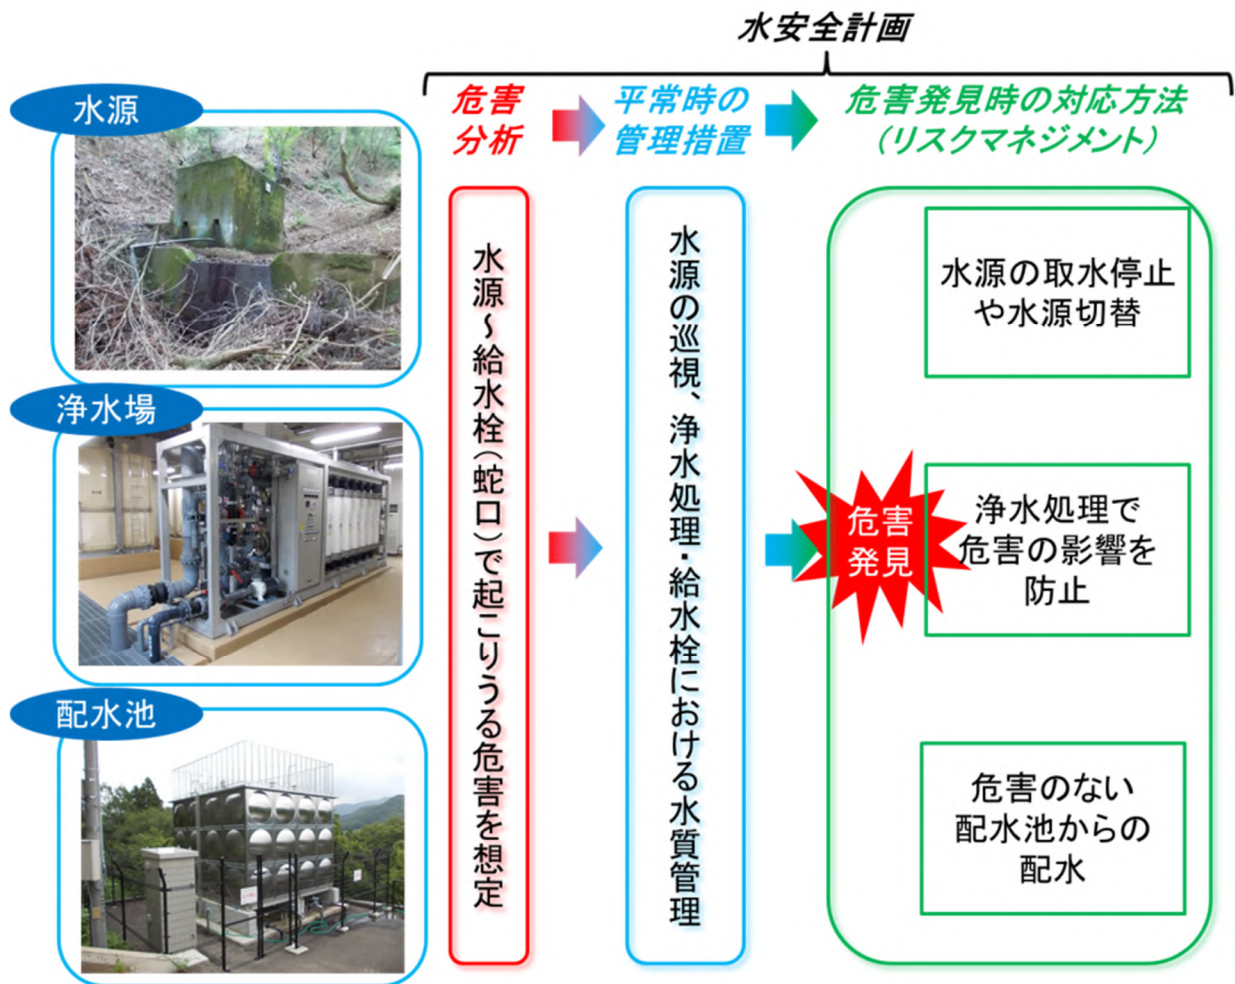 水安全計画
危害
分析
平常時の
管理措置
危害発見時の対応方法
(リスクマネジメント)
水源
浄水場
配水池
水源～給水栓(蛇口)で起こりうる危害を想定
水源の巡視、浄水処理・給水栓における水質管理
危害
発見
水源の取水停止
や水源切替
浄水処理で
危害の影響を
防止
危害のない
配水池からの
配水